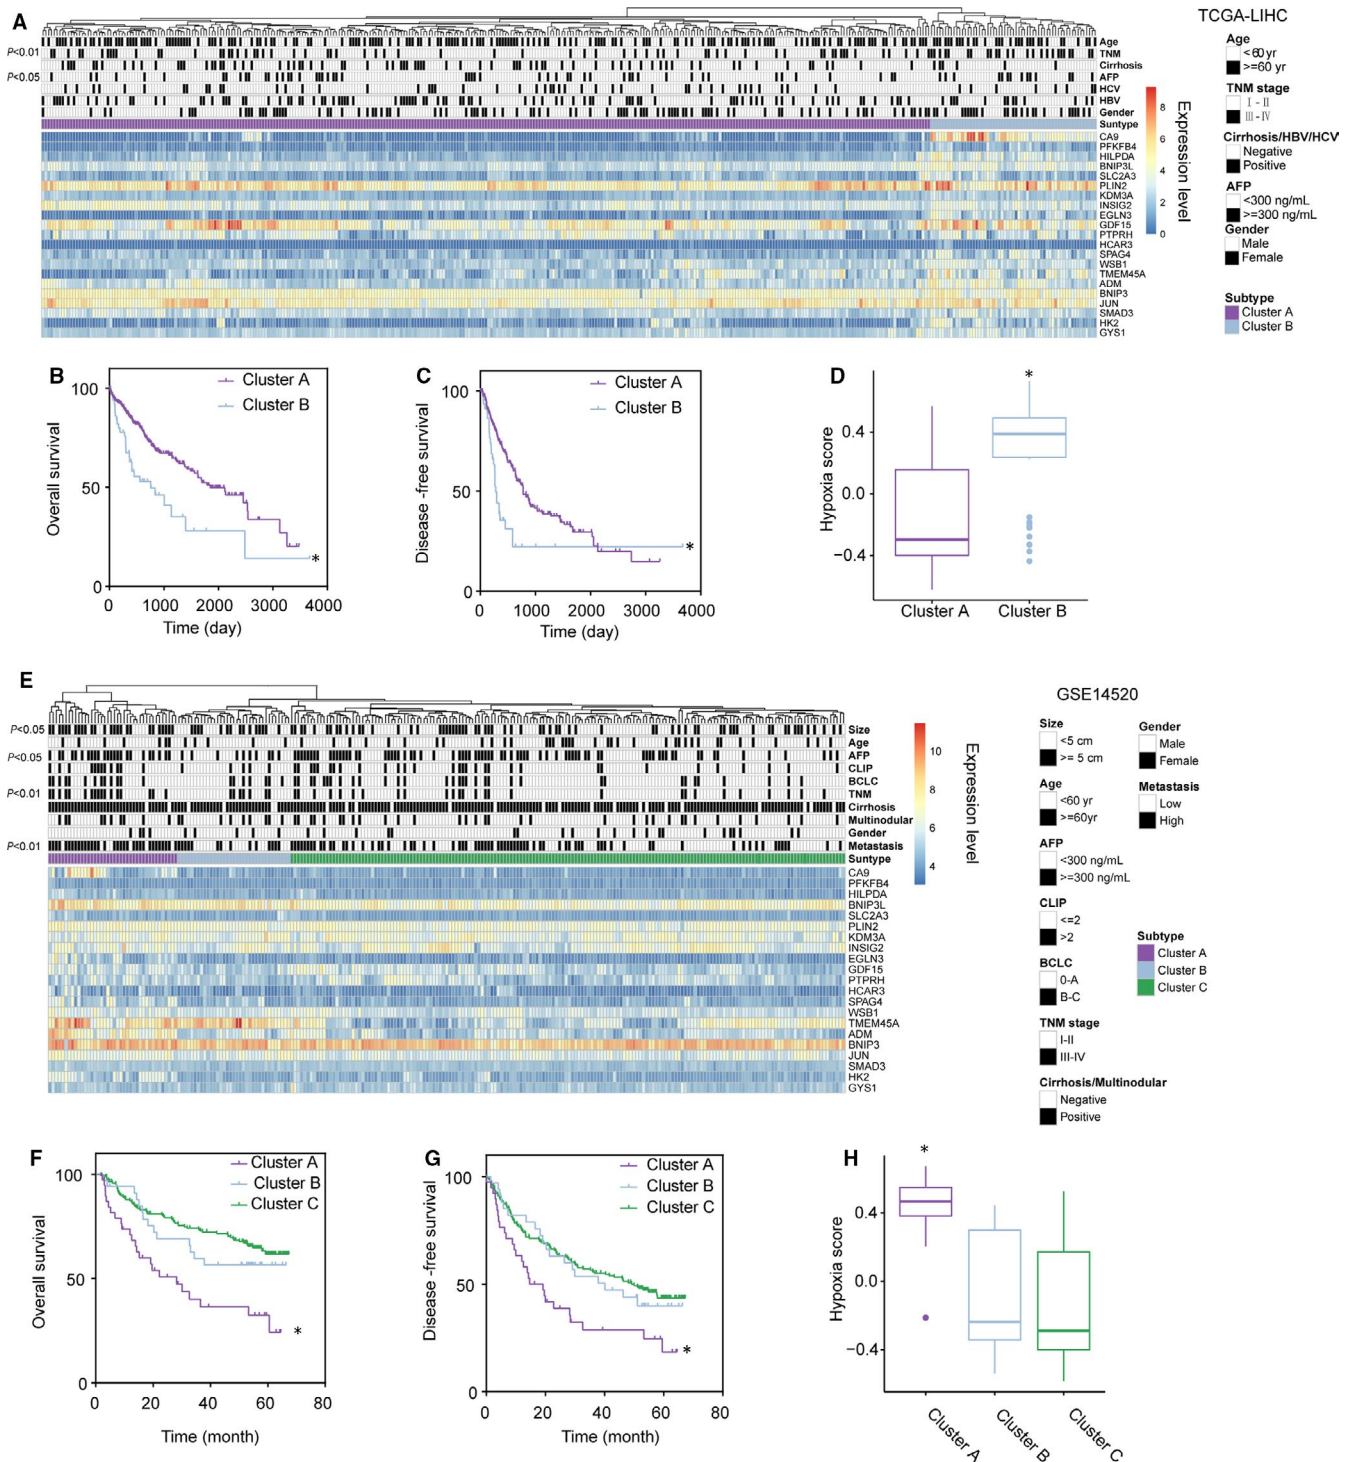 A
TCGA-LIHC
P<0.01
P<0.05
Age
TNM
Cirrhosis
AFP
HCV
HBV
Gender
Suntype
CA9
PFKFB4
HILPDA
BNIP3L
SLC2A3
PLIN2
KDM3A
INSIG2
EGLN3
GDF15
PTPRH
HCAR3
SPAG4
WSB1
TMEM45A
ADM
BNIP3
JUN
SMAD3
HK2
GYS1
8
6
4
2
0
Expression level
Age
<60 yr
>=60 yr
TNM stage
I - II
III - IV
Cirrhosis/HBV/HCV
Negative
Positive
AFP
<300 ng/mL
>=300 ng/mL
Gender
Male
Female
Subtype
Cluster A
Cluster B
B
Overall survival
100
50
0
Cluster A
Cluster B
*
0 1000 2000 3000 4000
Time (day)
C
Disease -free survival
100
50
0
Cluster A
Cluster B
*
0 1000 2000 3000 4000
Time (day)
D
Hypoxia score
0.4
0.0
−0.4
*
Cluster A Cluster B
E
GSE14520
P<0.05
P<0.05
P<0.01
P<0.01
Size
Age
AFP
CLIP
BCLC
TNM
Cirrhosis
Multinodular
Gender
Metastasis
Suntype
CA9
PFKFB4
HILPDA
BNIP3L
SLC2A3
PLIN2
KDM3A
INSIG2
EGLN3
GDF15
PTPRH
HCAR3
SPAG4
WSB1
TMEM45A
ADM
BNIP3
JUN
SMAD3
HK2
GYS1
10
8
6
4
Expression level
Size
<5 cm
>= 5 cm
Age
<60 yr
>=60yr
AFP
<300 ng/mL
>=300 ng/mL
CLIP
<=2
>2
BCLC
0-A
B-C
TNM stage
I-II
III-IV
Cirrhosis/Multinodular
Negative
Positive
Gender
Male
Female
Metastasis
Low
High
Subtype
Cluster A
Cluster B
Cluster C
F
Overall survival
100
50
0
Cluster A
Cluster B
Cluster C
*
0 20 40 60 80
Time (month)
G
Disease -free survival
100
50
0
Cluster A
Cluster B
Cluster C
*
0 20 40 60 80
Time (month)
H
Hypoxia score
0.4
0.0
−0.4
*
Cluster A
Cluster B
Cluster C